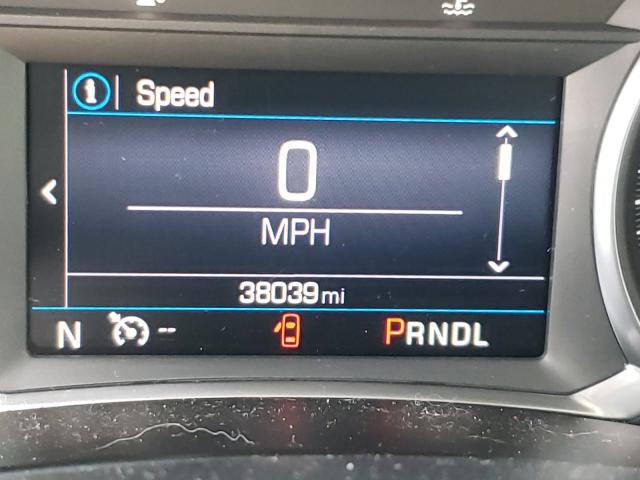 i Speed
0
MPH
38039 mi
N -- PRNDL